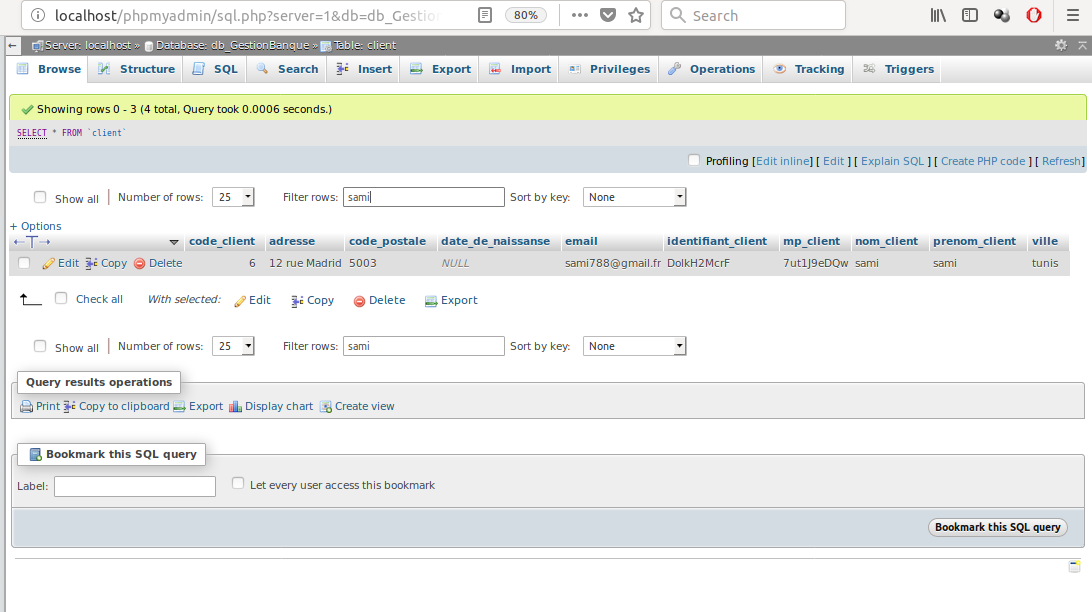 localhost/phpmyadmin/sql.php?server=1&db=db_Gestio 80% Search
Server: localhost » Database: db_GestionBanque » Table: client
Browse Structure SQL Search Insert Export Import Privileges Operations Tracking Triggers
Showing rows 0 - 3 (4 total, Query took 0.0006 seconds.)
SELECT * FROM `client`
Profiling [Edit inline] [ Edit ] [ Explain SQL ] [ Create PHP code ] [ Refresh]
Show all Number of rows: 25 Filter rows: sami Sort by key: None
+ Options
←T→ code_client adresse code_postale date_de_naissanse email identifiant_client mp_client nom_client prenom_client ville
Edit Copy Delete 6 12 rue Madrid 5003 NULL sami788@gmail.fr DolkH2McrF 7ut1J9eDQw sami sami tunis
Check all With selected: Edit Copy Delete Export
Show all Number of rows: 25 Filter rows: sami Sort by key: None
Query results operations
Print Copy to clipboard Export Display chart Create view
Bookmark this SQL query
Label: Let every user access this bookmark
Bookmark this SQL query